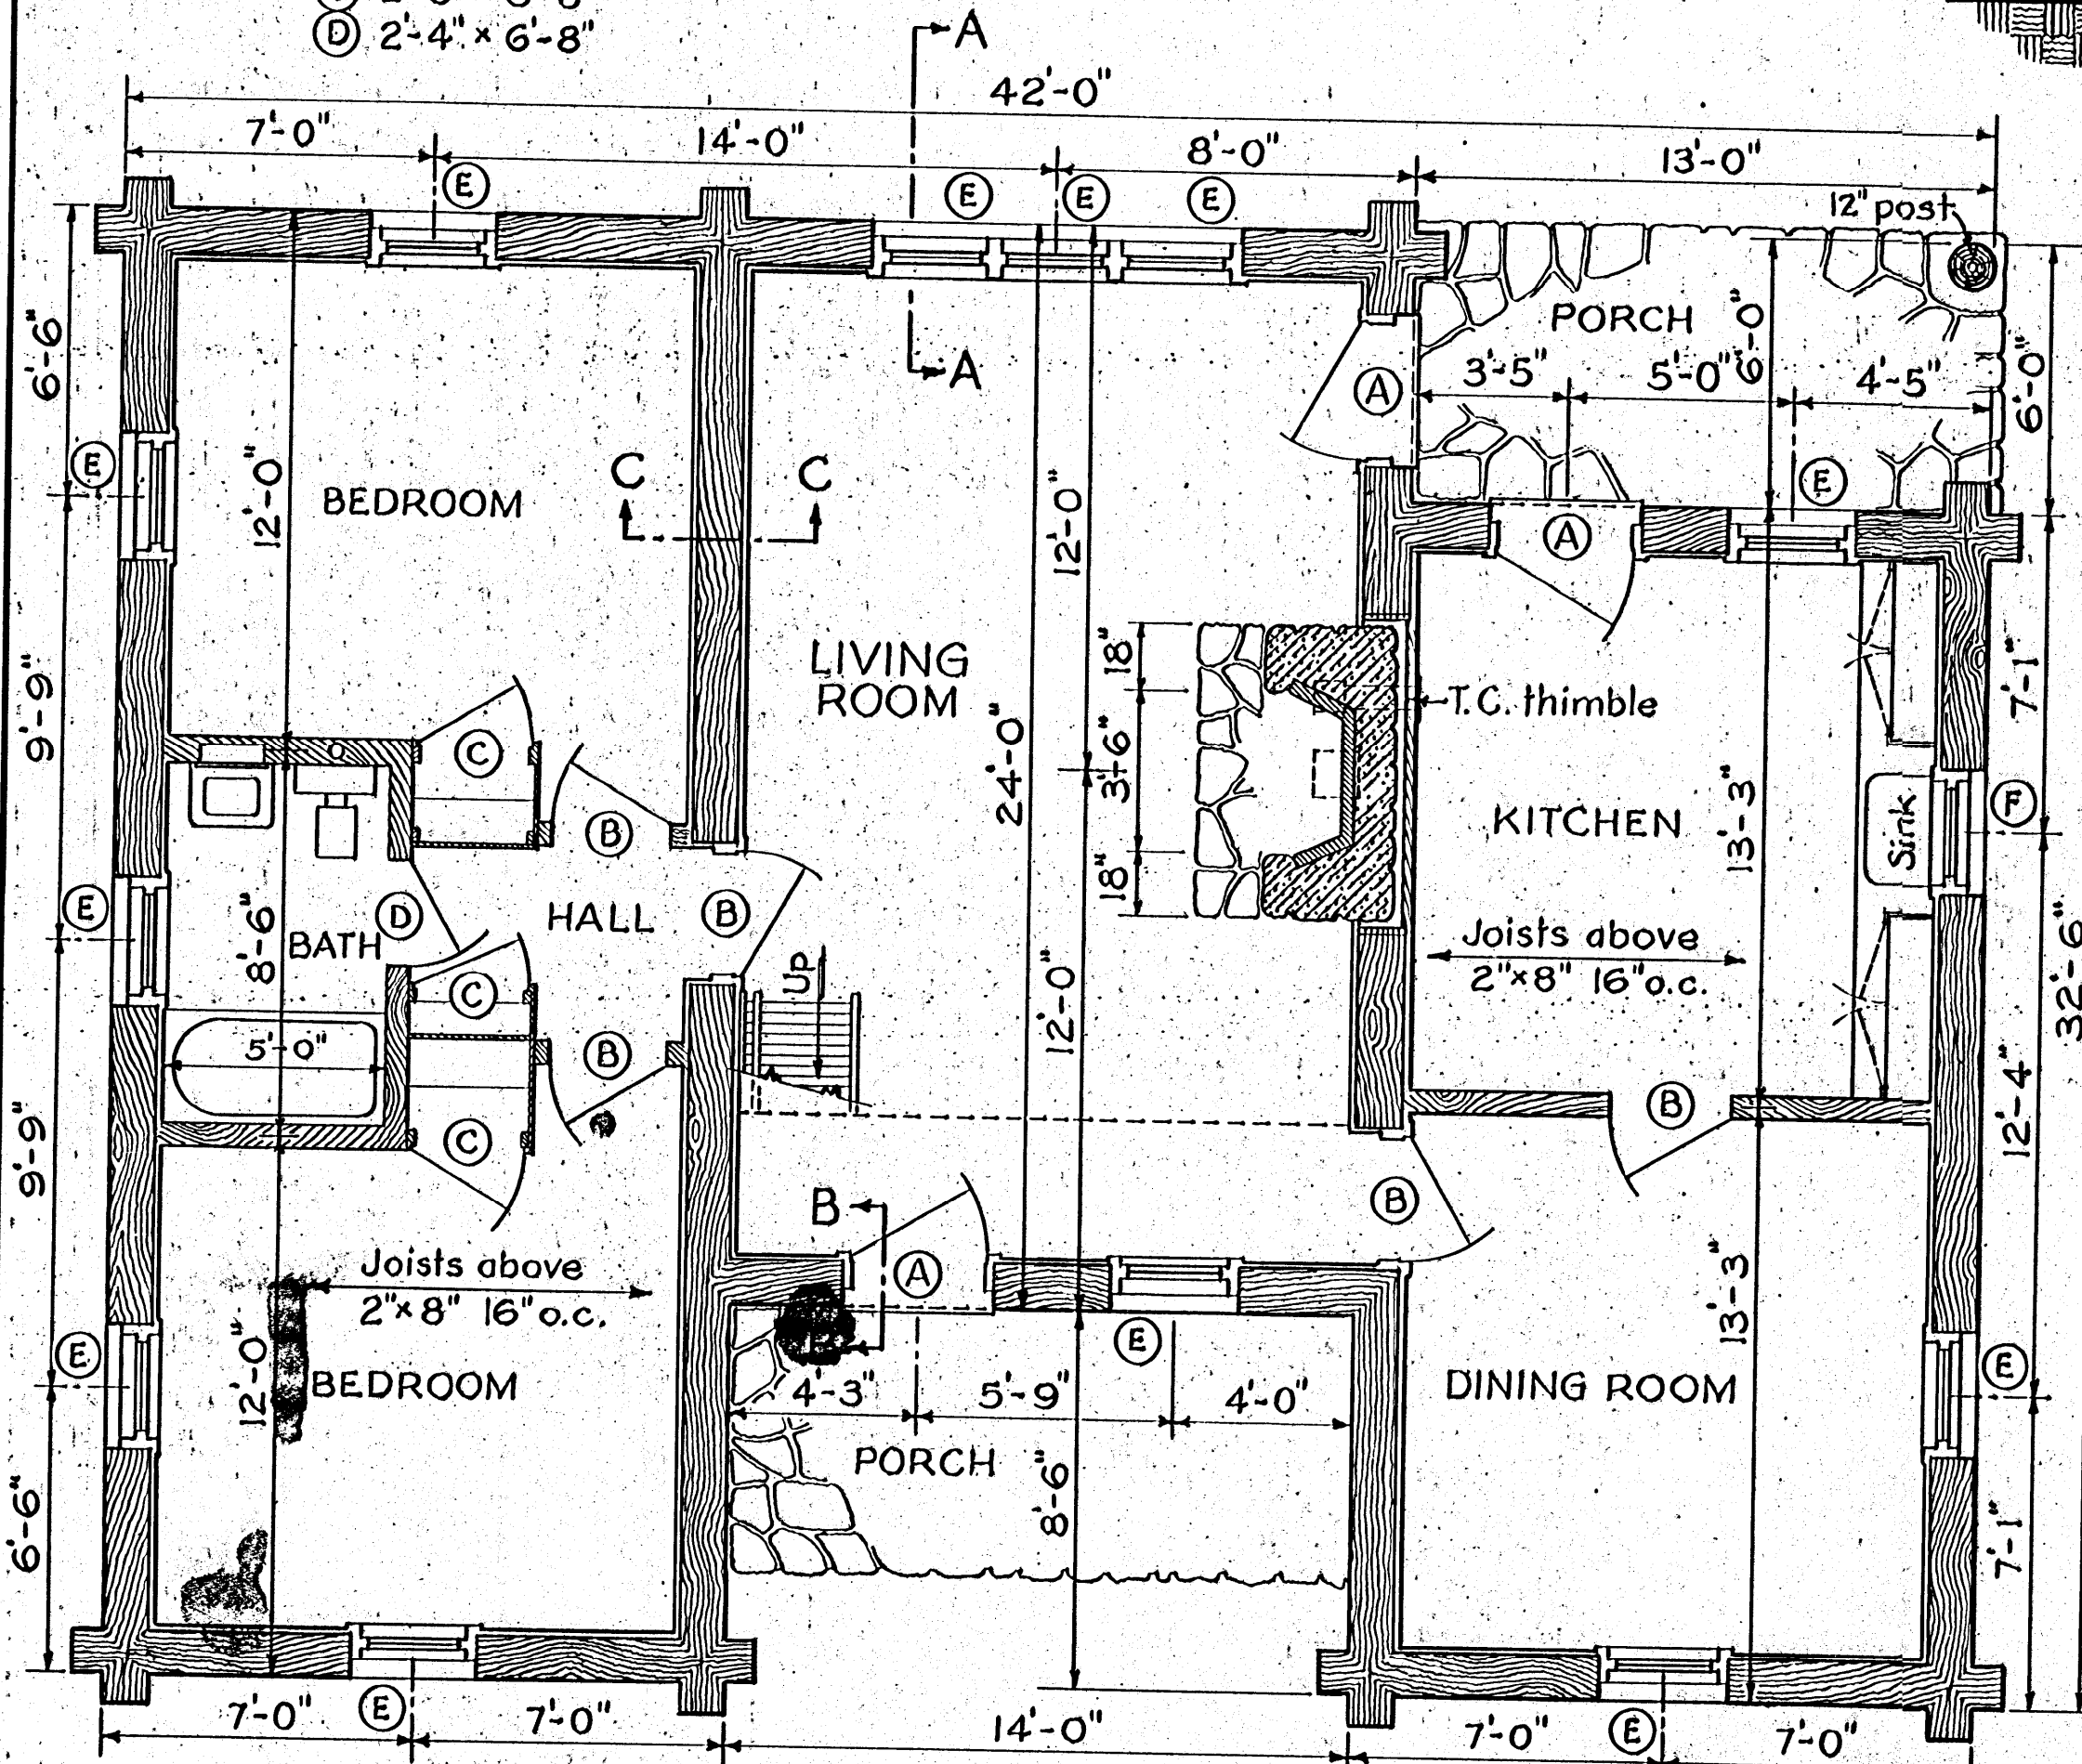 D 2'-4" × 6'-8"
A
42'-0"
7'-0"
14'-0"
8'-0"
13'-0"
E
E
E
E
12" post
PORCH
6'-0"
3'-5"
5'-0"
4'-5"
6'-0"
6'-6"
A
A
E
E
12'-0"
BEDROOM
C
C
12'-0"
A
LIVING
ROOM
18"
T.C. thimble
7'-1"
9'-9"
C
24'-0"
3'-6"
KITCHEN
13'-3"
Sink
F
B
18"
E
8'-6"
BATH
D
HALL
B
Joists above
2"×8" 16"o.c.
Up
C
12'-0"
32'-6"
5'-0"
B
B
12'-4"
9'-9"
C
B
B
Joists above
2"×8" 16"o.c.
A
13'-3"
E
12'-0"
BEDROOM
E
4'-3"
5'-9"
4'-0"
DINING ROOM
E
PORCH
8'-6"
6'-6"
7'-1"
7'-0"
E
7'-0"
14'-0"
7'-0"
E
7'-0"